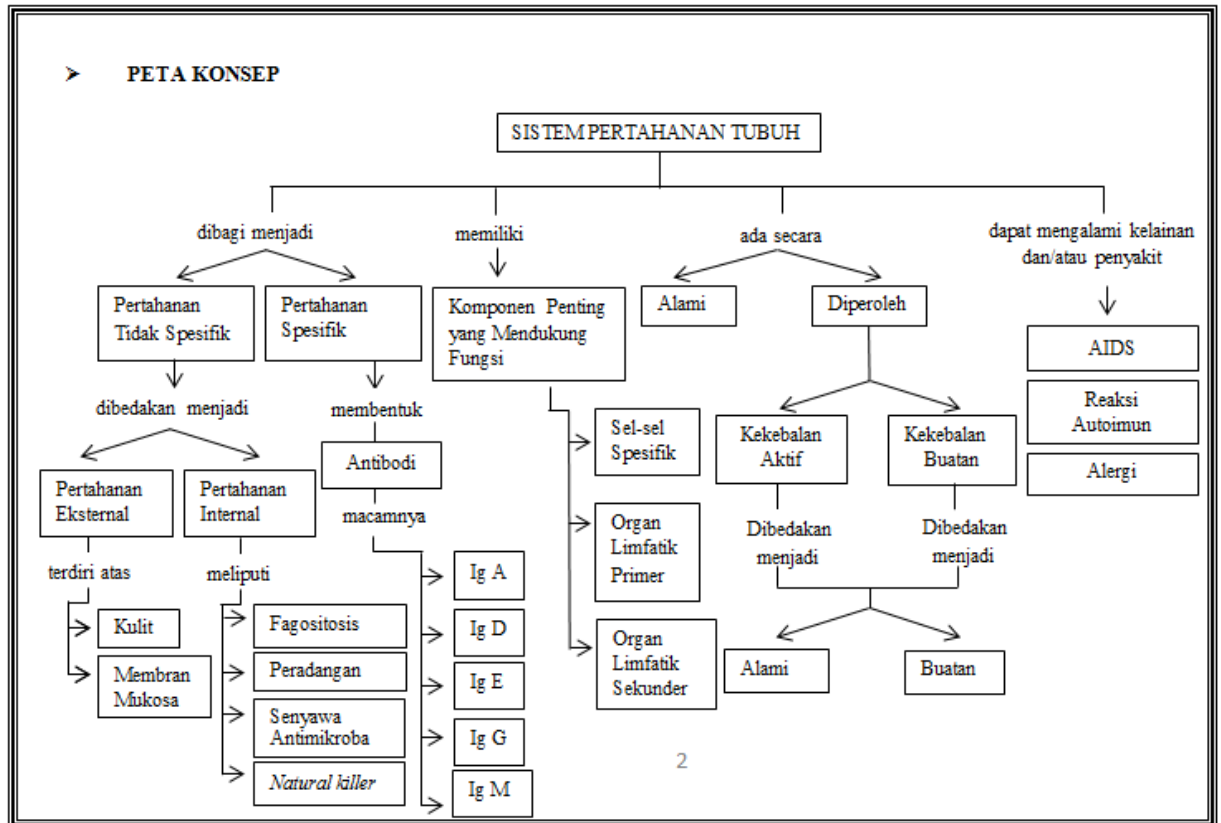 ➤ PETA KONSEP
SISTEM PERTAHANAN TUBUH
dibagi menjadi
memiliki
ada secara
dapat mengalami kelainan
dan/atau penyakit
Pertahanan
Tidak Spesifik
Pertahanan
Spesifik
Komponen Penting
yang Mendukung
Fungsi
Alami
Diperoleh
AIDS
Reaksi
Autoimun
Alergi
dibedakan menjadi
membentuk
Sel-sel
Spesifik
Kekebalan
Aktif
Kekebalan
Buatan
Pertahanan
Eksternal
Pertahanan
Internal
Antibodi
macamnya
Organ
Limfatik
Primer
Dibedakan
menjadi
Dibedakan
menjadi
terdiri atas
meliputi
Kulit
Membran
Mukosa
Fagositosis
Peradangan
Senyawa
Antimikroba
Natural killer
Ig A
Ig D
Ig E
Ig G
Ig M
Organ
Limfatik
Sekunder
Alami
Buatan
2